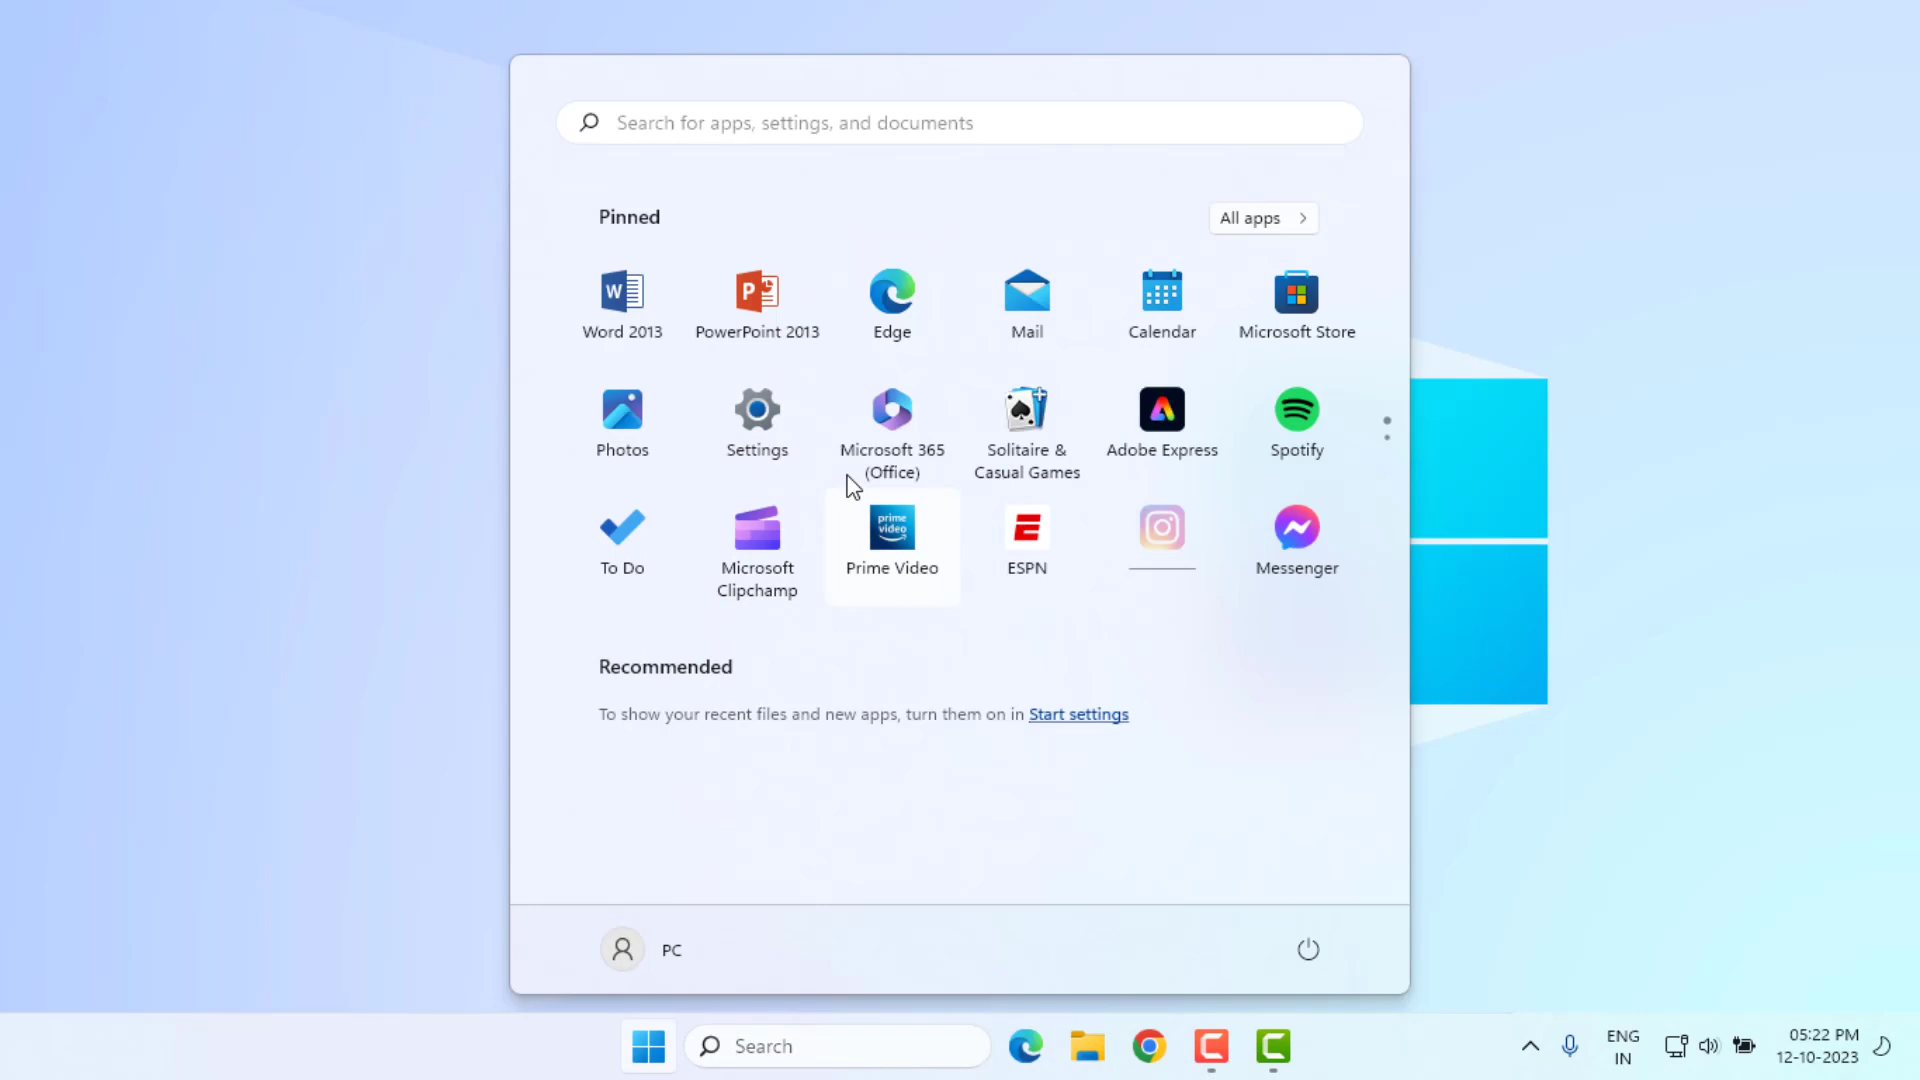 Search for apps, settings, and documents
Pinned
All apps
Word 2013
PowerPoint 2013
Edge
Mail
Calendar
Microsoft Store
Photos
Settings
Microsoft 365
(Office)
Solitaire &
Casual Games
Adobe Express
Spotify
To Do
Microsoft
Clipchamp
prime
video
Prime Video
ESPN
Messenger
Recommended
To show your recent files and new apps, turn them on in Start settings
PC
Search
ENG
IN
05:22 PM
12-10-2023